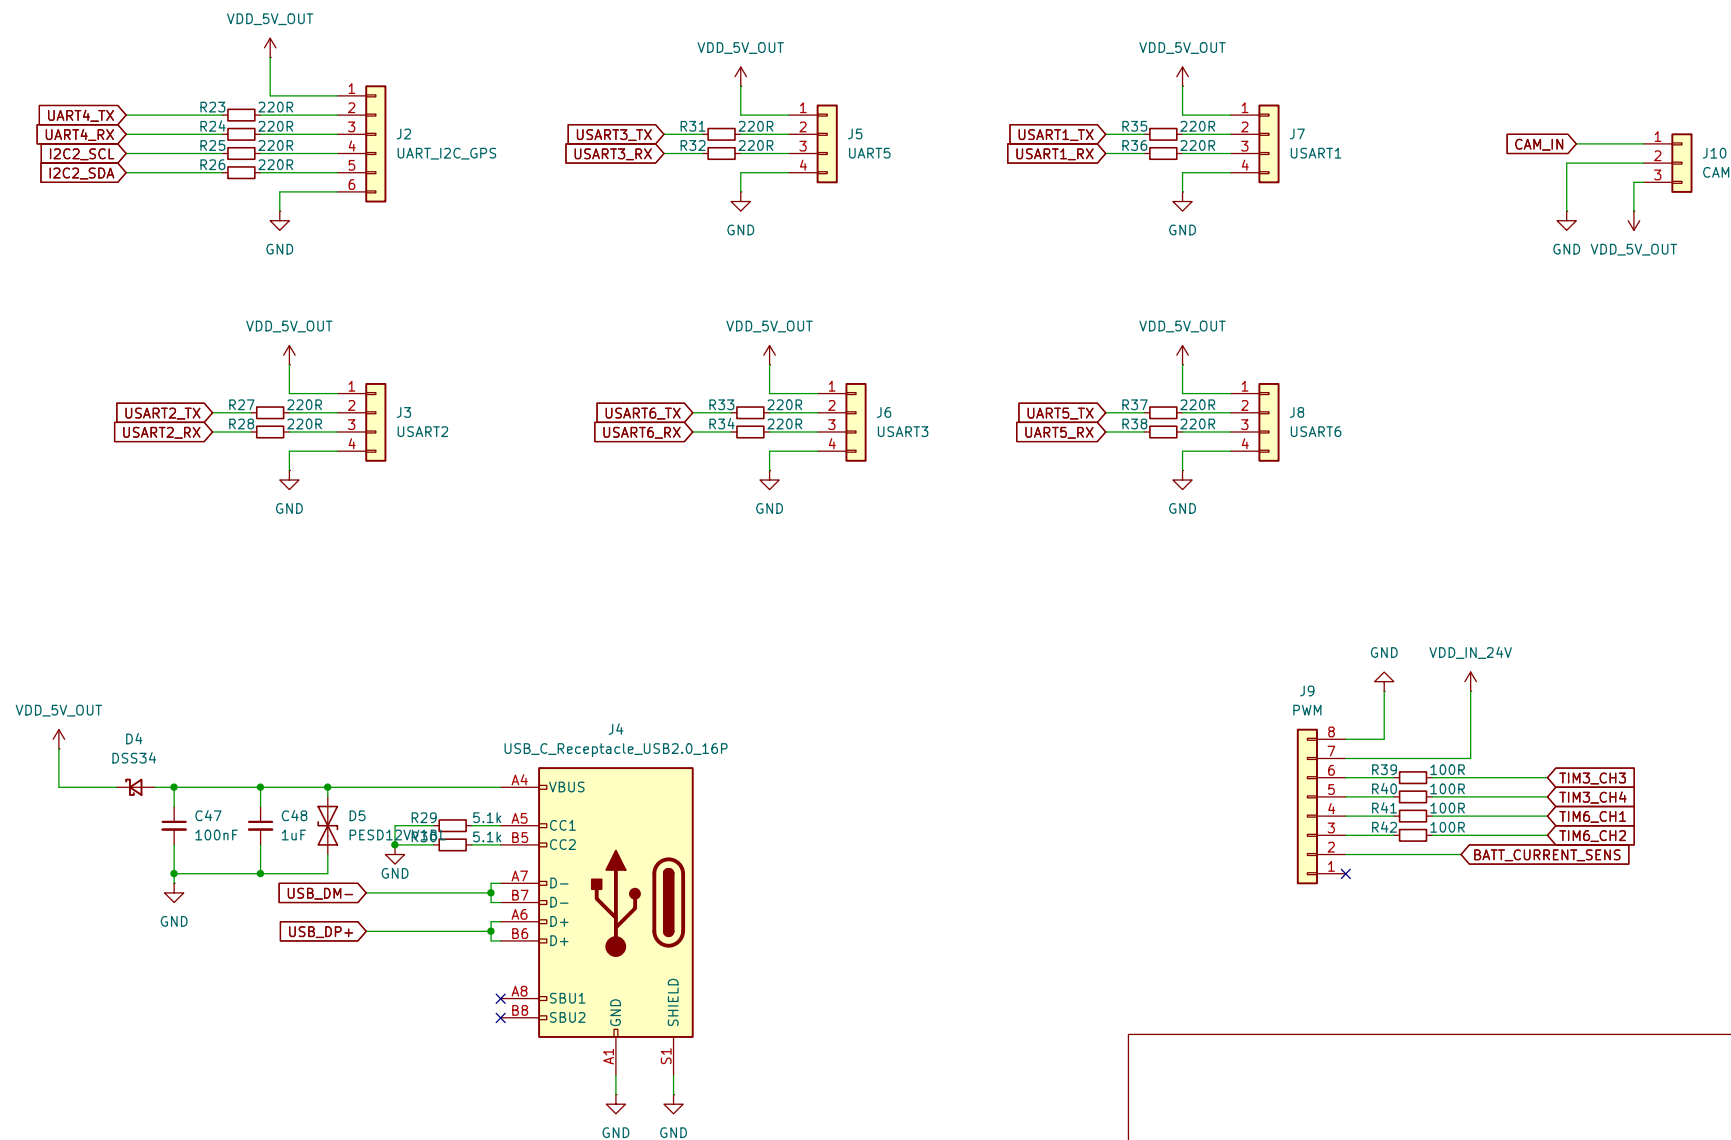 VDD_5V_OUT
UART4_TX
R23 220R
UART4_RX
R24 220R
I2C2_SCL
R25 220R
I2C2_SDA
R26 220R
1
2
3
4
5
6
J2
UART_I2C_GPS
GND
VDD_5V_OUT
USART3_TX
R31 220R
USART3_RX
R32 220R
1
2
3
4
J5
UART5
GND
VDD_5V_OUT
USART1_TX
R35 220R
USART1_RX
R36 220R
1
2
3
4
J7
USART1
GND
CAM_IN
1
2
3
J10
CAM
GND
VDD_5V_OUT
VDD_5V_OUT
USART2_TX
R27 220R
USART2_RX
R28 220R
1
2
3
4
J3
USART2
GND
VDD_5V_OUT
USART6_TX
R33 220R
USART6_RX
R34 220R
1
2
3
4
J6
USART3
GND
VDD_5V_OUT
UART5_TX
R37 220R
UART5_RX
R38 220R
1
2
3
4
J8
USART6
GND
VDD_5V_OUT
D4
DSS34
C47
100nF
C48
1uF
D5
GND
R29 5.1k
R30 5.1k
GND
USB_DM-
USB_DP+
J4
USB_C_Receptacle_USB2.0_16P
A4 VBUS
A5 CC1
B5 CC2
A7 D-
B7 D-
A6 D+
B6 D+
A8 SBU1
B8 SBU2
GND
SHIELD
A1
S1
GND
GND
GND
VDD_IN_24V
J9
PWM
8
7
6
5
4
3
2
1
R39 100R
TIM3_CH3
R40 100R
TIM3_CH4
R41 100R
TIM6_CH1
R42 100R
TIM6_CH2
BATT_CURRENT_SENS